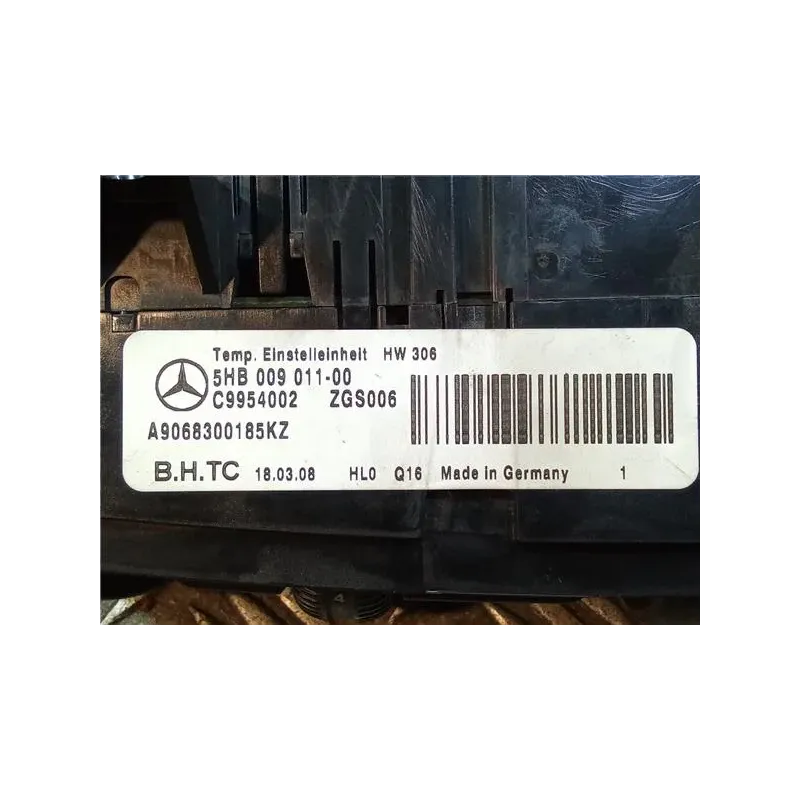 Temp. Einstelleinheit HW 306
5HB 009 011-00
C9954002 ZGS006
A9068300185KZ
B.H.TC 18.03.08 HL0 Q16 Made in Germany 1
4